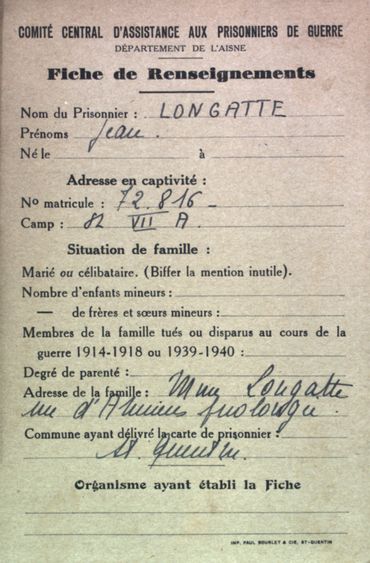 COMITÉ CENTRAL D'ASSISTANCE AUX PRISONNIERS DE GUERRE
DÉPARTEMENT DE L'AISNE
Fiche de Renseignements
Nom du Prisonnier : LONGATTE
Prénoms Jean.
Né le à
Adresse en captivité :
No matricule : 72.816 -
Camp : 82 VII A.
Situation de famille :
Marié ou célibataire. (Biffer la mention inutile).
Nombre d'enfants mineurs :
— de frères et sœurs mineurs :
Membres de la famille tués ou disparus au cours de la
guerre 1914-1918 ou 1939-1940 :
Degré de parenté :
Adresse de la famille : Mme Longatte
rue d'Amiens prolongée.
Commune ayant délivré la carte de prisonnier :
St Quentin.
Organisme ayant établi la Fiche
IMP. PAUL BOURLET & CIE, ST-QUENTIN